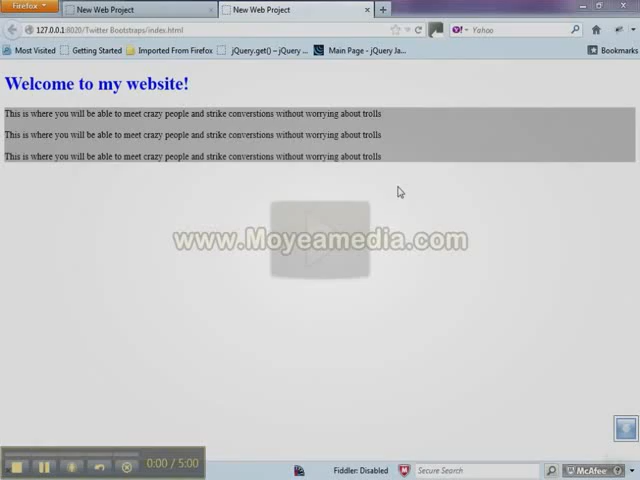 Firefox
New Web Project
New Web Project
127.0.0.1:8020/Twitter Bootstraps/index.html
Yahoo
Most Visited
Getting Started
Imported From Firefox
jQuery.get() – jQuery ...
Main Page - jQuery Ja...
Bookmarks
Welcome to my website!
This is where you will be able to meet crazy people and strike converstions without worrying about trolls
This is where you will be able to meet crazy people and strike converstions without worrying about trolls
This is where you will be able to meet crazy people and strike converstions without worrying about trolls
www.Moyeamedia.com
0:00 / 5:00
Fiddler: Disabled
Secure Search
McAfee